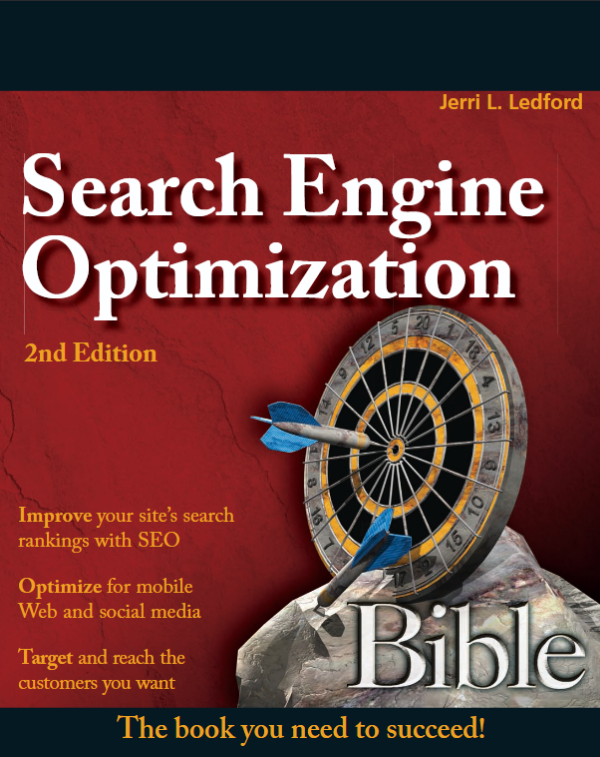 Jerri L. Ledford
Search Engine
Optimization
2nd Edition
Improve your site's search
rankings with SEO
Optimize for mobile
Web and social media
Target and reach the
customers you want
Bible
The book you need to succeed!